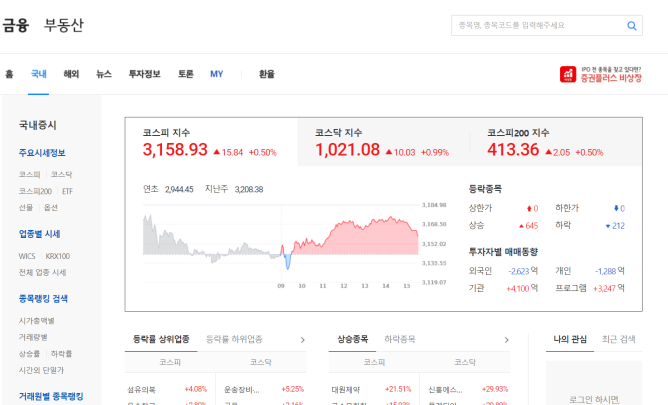 금융 부동산
종목명, 종목코드를 입력해주세요
홈 국내 해외 뉴스 투자정보 토론 MY 환율
IPO 전 종목을 찾고 있다면?
증권플러스 비상장
국내증시
주요시세정보
코스피 코스닥
코스피200 ETF
선물 옵션
업종별 시세
WICS KRX100
전체 업종 시세
종목랭킹 검색
시가총액별
거래량별
상승률 하락률
시간외 단일가
거래원별 종목랭킹
코스피 지수
3,158.93 ▲15.84 +0.50%
코스닥 지수
1,021.08 ▲10.03 +0.99%
코스피200 지수
413.36 ▲2.05 +0.50%
연초 2,944.45 지난주 3,208.38
3,184.98
3,168.50
3,152.02
3,135.55
3,119.07
09 10 11 12 13 14 15
등락종목
상한가 0 하한가 0
상승 ▲645 하락 ▼212
투자자별 매매동향
외국인 -2,623 억 개인 -1,288 억
기관 +4,100 억 프로그램 +3,247 억
등락률 상위업종 등락률 하위업종
코스피 코스닥
섬유의복 +4.08% 운송장비... +5.25%
상승종목 하락종목
코스피 코스닥
대원제약 +21.51% 신흥에스... +29.93%
나의 관심 최근 검색
로그인 하시면,